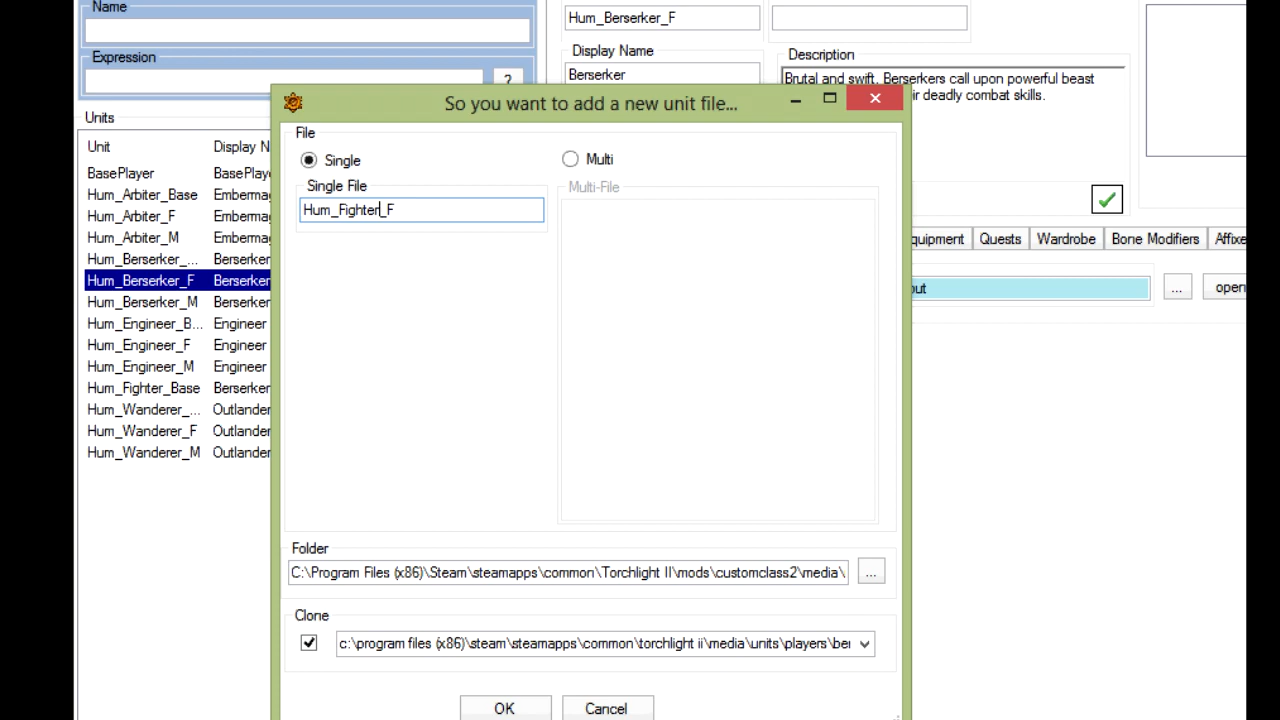 Name
Expression
?
Units
Unit Display N
BasePlayer BasePlaye
Hum_Arbiter_Base Embermag
Hum_Arbiter_F Embermag
Hum_Arbiter_M Embermag
Hum_Berserker_... Berserker
Hum_Berserker_F Berserker
Hum_Berserker_M Berserker
Hum_Engineer_B... Engineer
Hum_Engineer_F Engineer
Hum_Engineer_M Engineer
Hum_Fighter_Base Berserker
Hum_Wanderer_... Outlander
Hum_Wanderer_F Outlander
Hum_Wanderer_M Outlander
Hum_Berserker_F
Display Name
Berserker
Description
Brutal and swift, Berserkers call upon powerful beast
ir deadly combat skills.
quipment Quests Wardrobe Bone Modifiers Affixe
out
... open
So you want to add a new unit file...
File
Single
Multi
Single File
Hum_Fighter_F
Multi-File
Folder
C:\Program Files (x86)\Steam\steamapps\common\Torchlight II\mods\customclass2\media\
...
Clone
c:\program files (x86)\steam\steamapps\common\torchlight ii\media\units\players\ber
OK Cancel